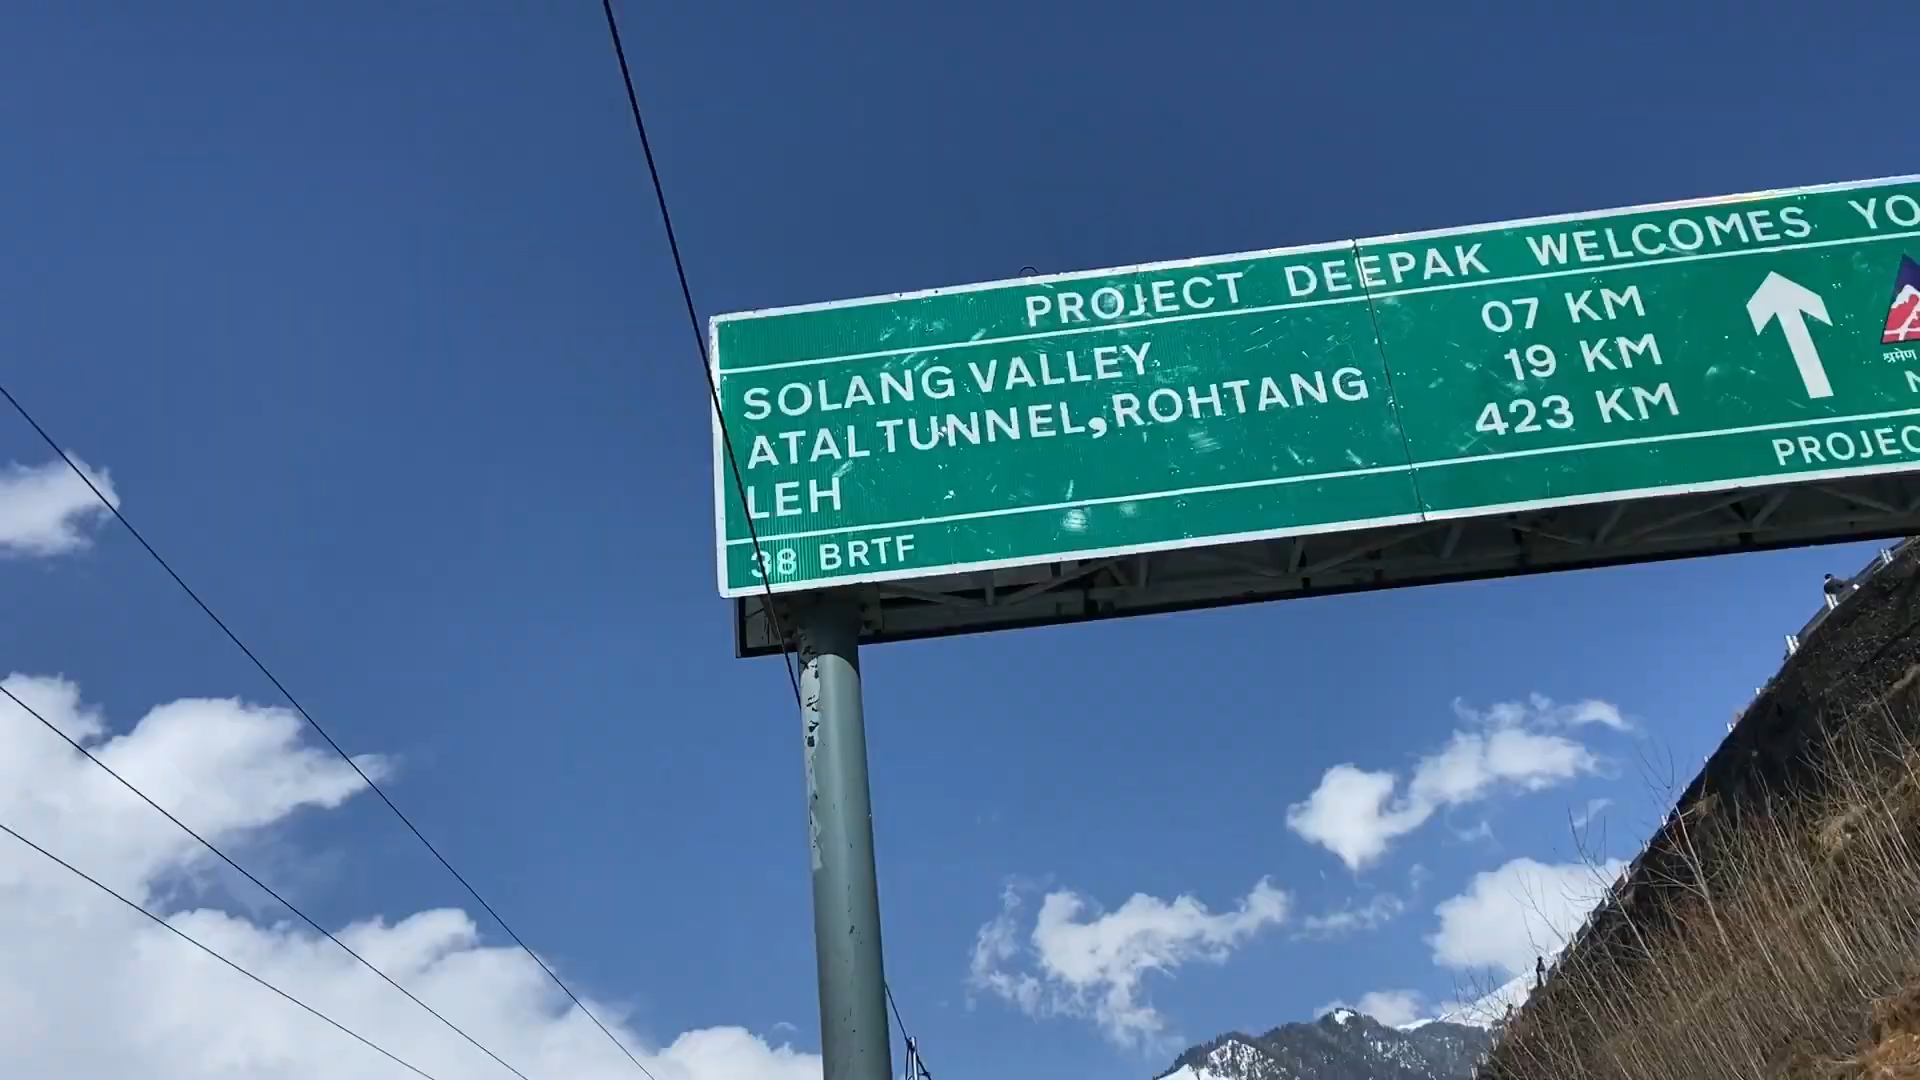 PROJECT DEEPAK WELCOMES YO
SOLANG VALLEY 07 KM
ATAL TUNNEL, ROHTANG 19 KM
LEH 423 KM
श्रमेण
38 BRTF PROJEC